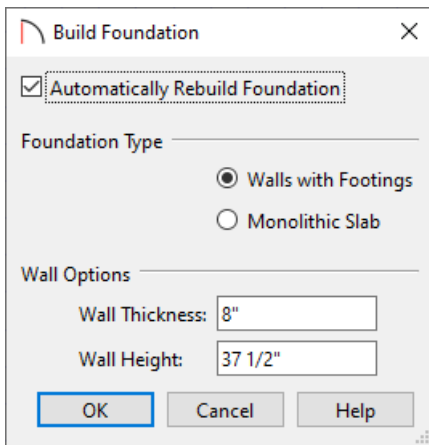 Build Foundation
Automatically Rebuild Foundation
Foundation Type
Walls with Footings
Monolithic Slab
Wall Options
Wall Thickness: 8"
Wall Height: 37 1/2"
OK Cancel Help